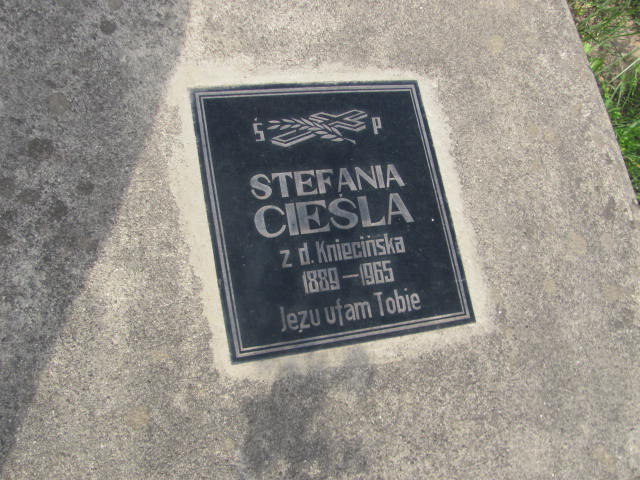 Ś P
STEFANIA
CIEŚLA
z d. Kniecińska
1889-1965
Jezu ufam Tobie